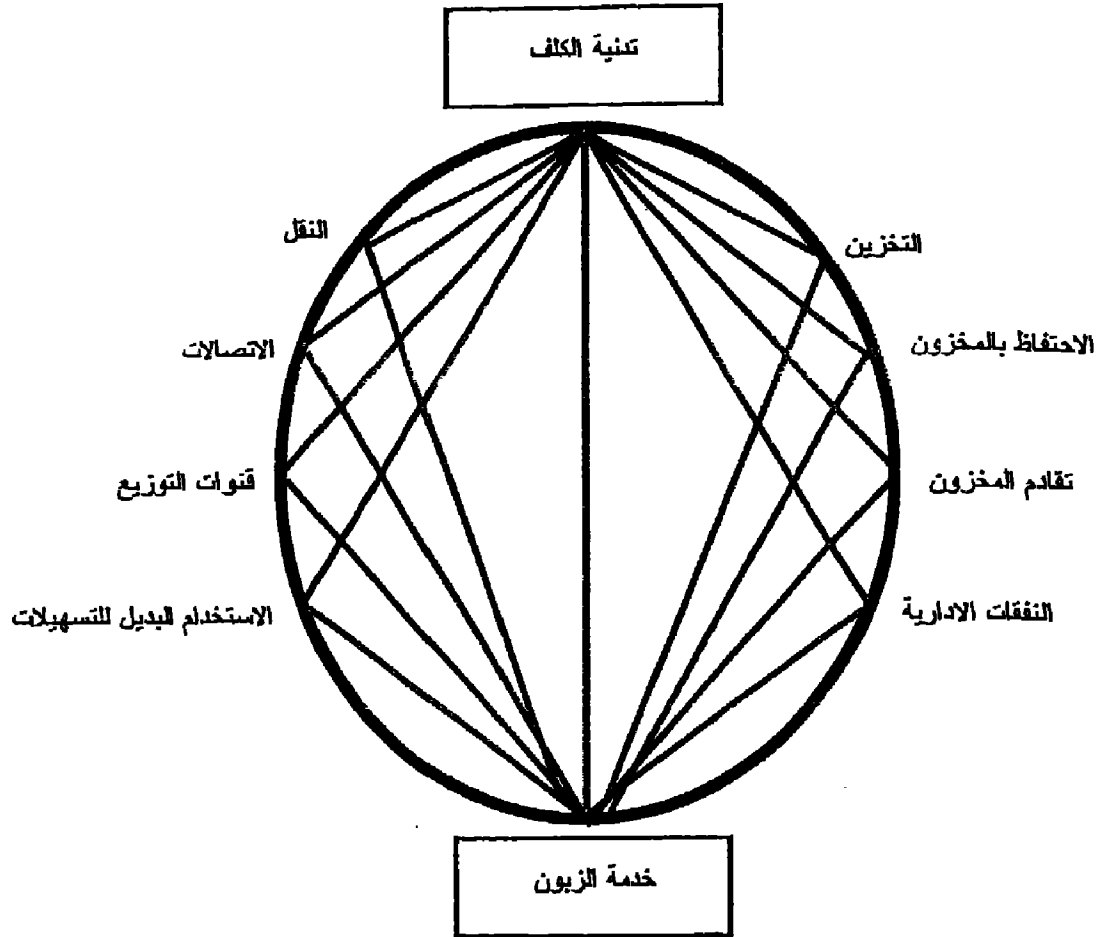 تدنية الكلف
التخزين
النقل
الاحتفاظ بالمخزون
الاتصالات
تقادم المخزون
قنوات التوزيع
النفقات الادارية
الاستخدام البديل للتسهيلات
خدمة الزبون